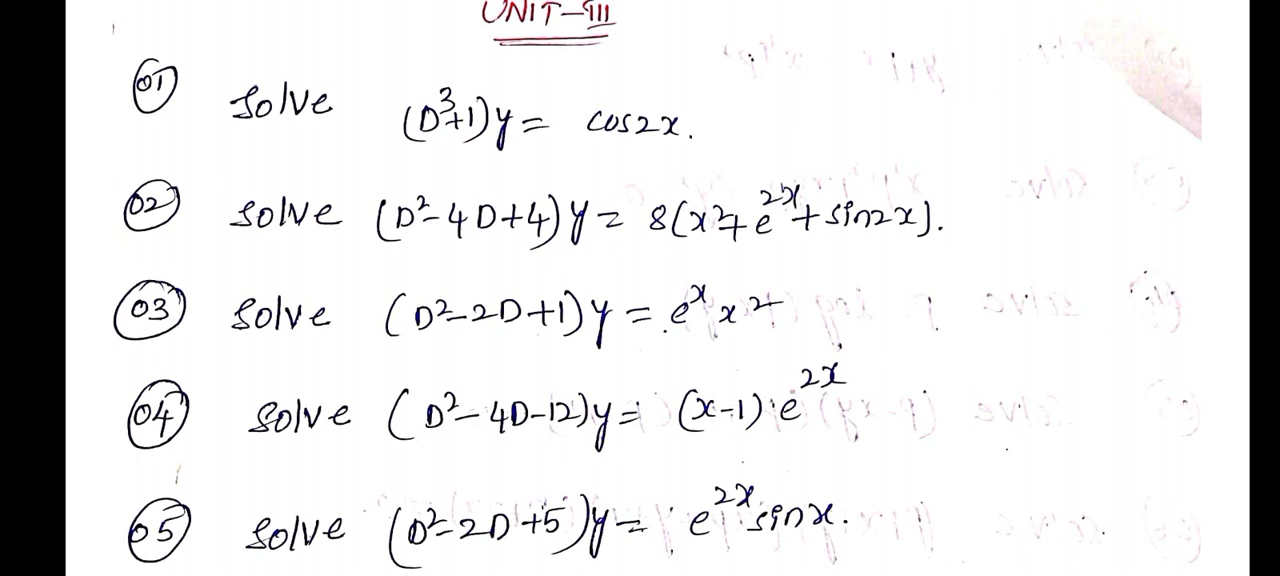 UNIT-III
01 Solve (D³+1)y = cos2x.
02 Solve (D²-4D+4)y = 8(x²+e^{2x}+sin2x).
03 Solve (D²-2D+1)y = e^x x²
04 Solve (D²-4D-12)y = (x-1)e^{2x}
05 Solve (D²-2D+5)y = e^{2x} sinx.